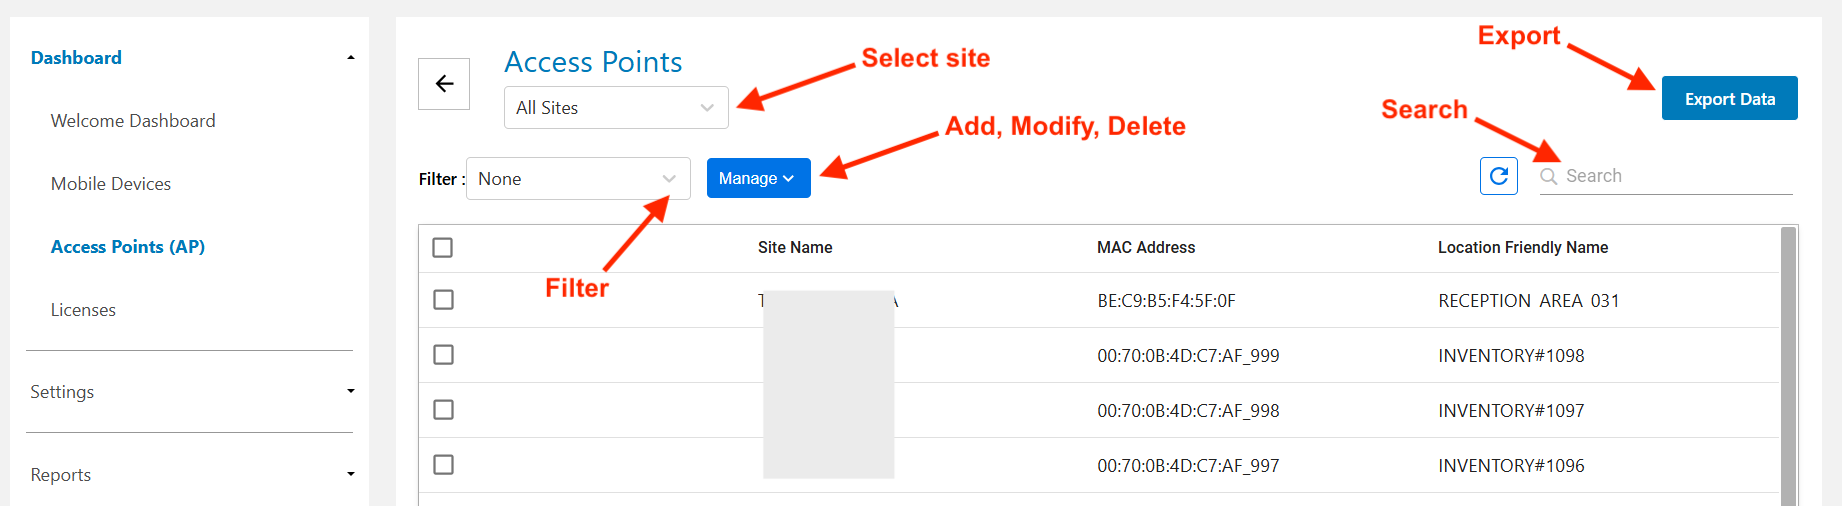 Dashboard
Welcome Dashboard
Mobile Devices
Access Points (AP)
Licenses
Settings
Reports
Access Points
Select site
Export
All Sites
Export Data
Add, Modify, Delete
Search
Filter :
None
Manage
Search
Filter
Site Name MAC Address Location Friendly Name
BE:C9:B5:F4:5F:0F RECEPTION AREA 031
00:70:0B:4D:C7:AF_999 INVENTORY#1098
00:70:0B:4D:C7:AF_998 INVENTORY#1097
00:70:0B:4D:C7:AF_997 INVENTORY#1096